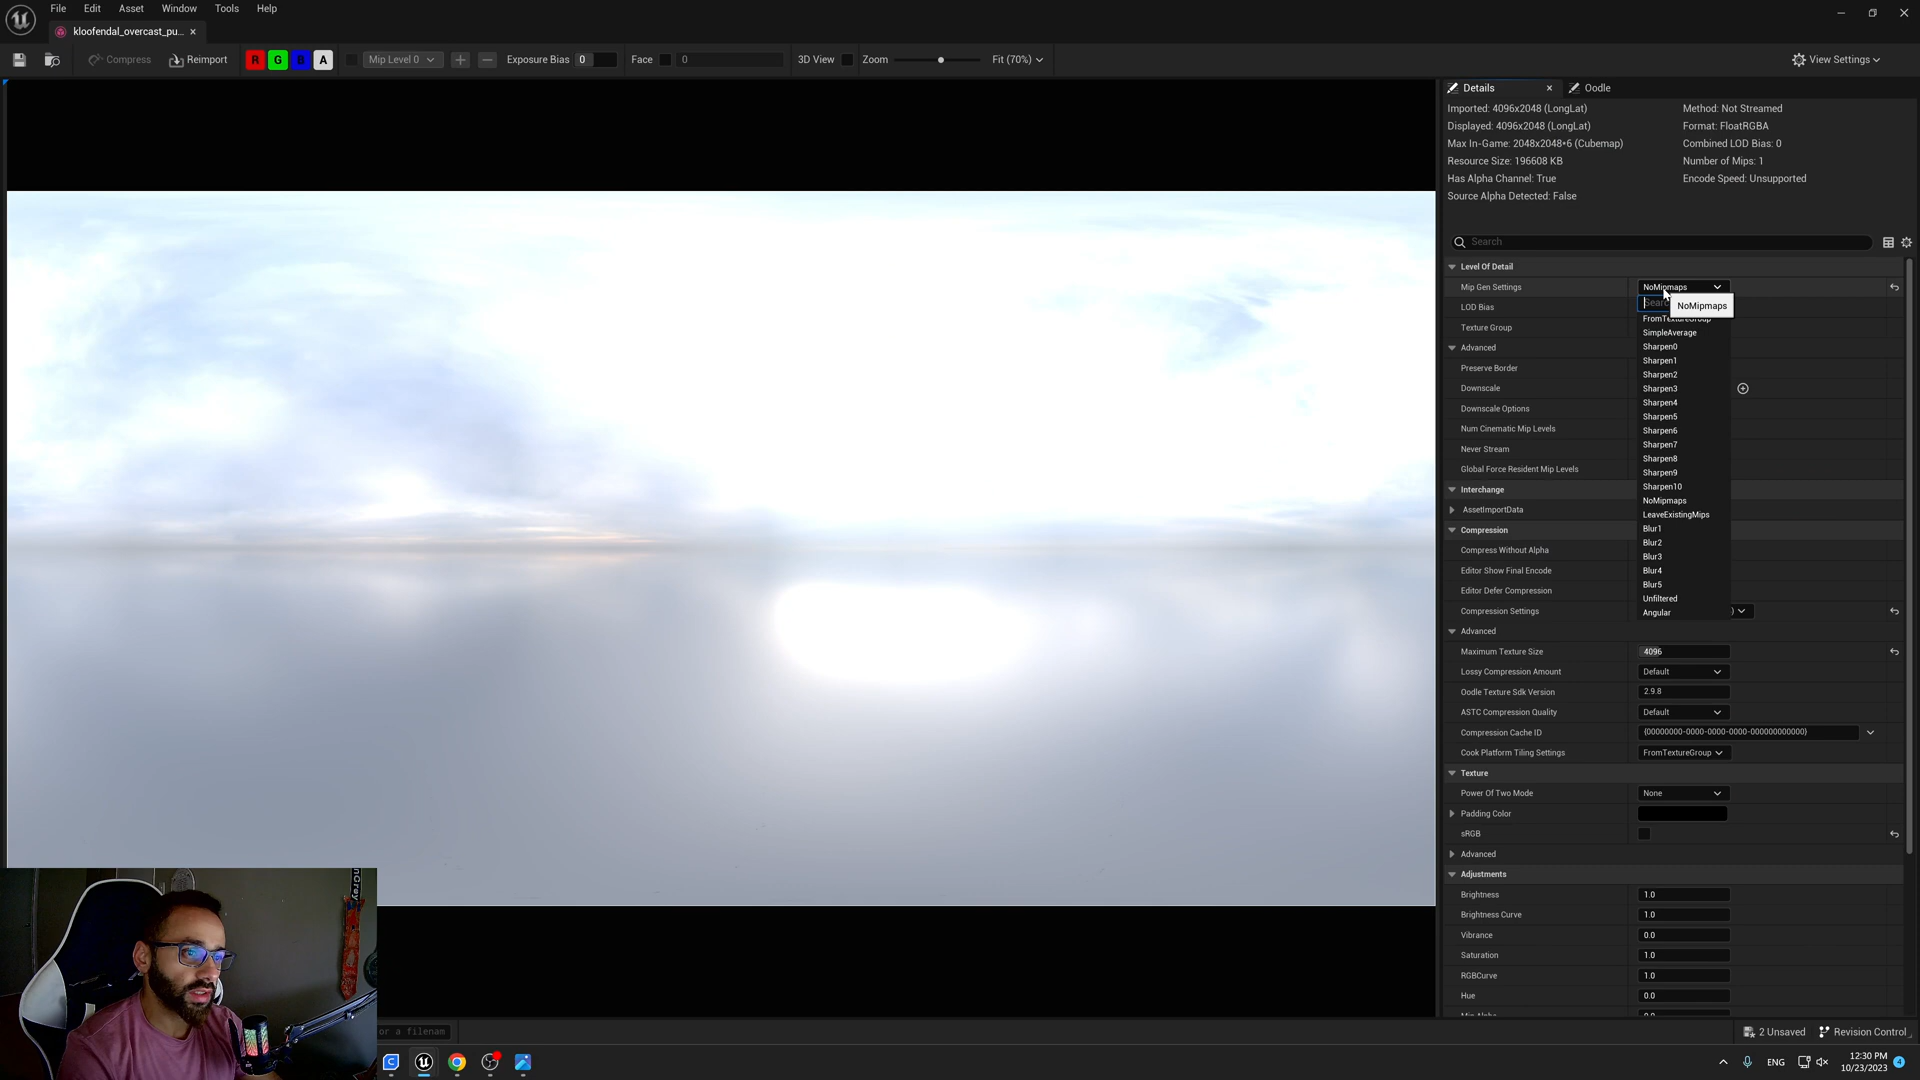 File Edit Asset Window Tools Help
kloofendal_overcast_pu...
Compress Reimport R G B A Mip Level 0 Exposure Bias 0 Face 0 3D View Zoom Fit (70%) View Settings
Details Oodle
Imported: 4096x2048 (LongLat) Method: Not Streamed
Displayed: 4096x2048 (LongLat) Format: FloatRGBA
Max In-Game: 2048x2048*6 (Cubemap) Combined LOD Bias: 0
Resource Size: 196608 KB Number of Mips: 1
Has Alpha Channel: True Encode Speed: Unsupported
Source Alpha Detected: False
Search
Level Of Detail
Mip Gen Settings NoMipmaps
LOD Bias
Texture Group
Advanced
Preserve Border
Downscale
Downscale Options
Num Cinematic Mip Levels
Never Stream
Global Force Resident Mip Levels
Search
NoMipmaps
FromTextureGroup
SimpleAverage
Sharpen0
Sharpen1
Sharpen2
Sharpen3
Sharpen4
Sharpen5
Sharpen6
Sharpen7
Sharpen8
Sharpen9
Sharpen10
NoMipmaps
LeaveExistingMips
Blur1
Blur2
Blur3
Blur4
Blur5
Unfiltered
Angular
Interchange
AssetImportData
Compression
Compress Without Alpha
Editor Show Final Encode
Editor Defer Compression
Compression Settings )
Advanced
Maximum Texture Size 4096
Lossy Compression Amount Default
Oodle Texture Sdk Version 2.9.8
ASTC Compression Quality Default
Compression Cache ID {00000000-0000-0000-0000-000000000000}
Cook Platform Tiling Settings FromTextureGroup
Texture
Power Of Two Mode None
Padding Color
sRGB
Advanced
Adjustments
Brightness 1.0
Brightness Curve 1.0
Vibrance 0.0
Saturation 1.0
RGBCurve 1.0
Hue 0.0
or a filenam
2 Unsaved Revision Control
ENG
12:30 PM
10/23/2023
4